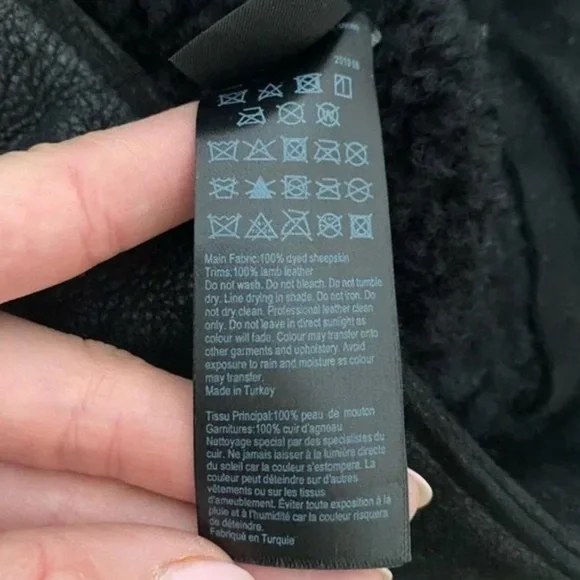 2019 08
Main Fabric:100% dyed sheepskin
Trims:100% lamb leather
Do not wash. Do not bleach. Do not tumble
dry. Line drying in shade. Do not iron. Do
not dry clean. Professional leather clean
only. Do not leave in direct sunlight as
colour will fade. Colour may transfer onto
other garments and upholstery. Avoid
exposure to rain and moisture as colour
may transfer.
Made in Turkey
Tissu Principal:100% peau de mouton
Garnitures:100% cuir d'agneau
Nettoyage special par des specialistes du
cuir. Ne jamais laisser à la lumière directe
du soleil car la couleur s'estompera. La
couleur peut déteindre sur d'autres
vêtements ou sur les tissus
d'ameublement. Éviter toute exposition à la
pluie et à l'humidité car la couleur risquera
de déteindre.
Fabriqué en Turquie